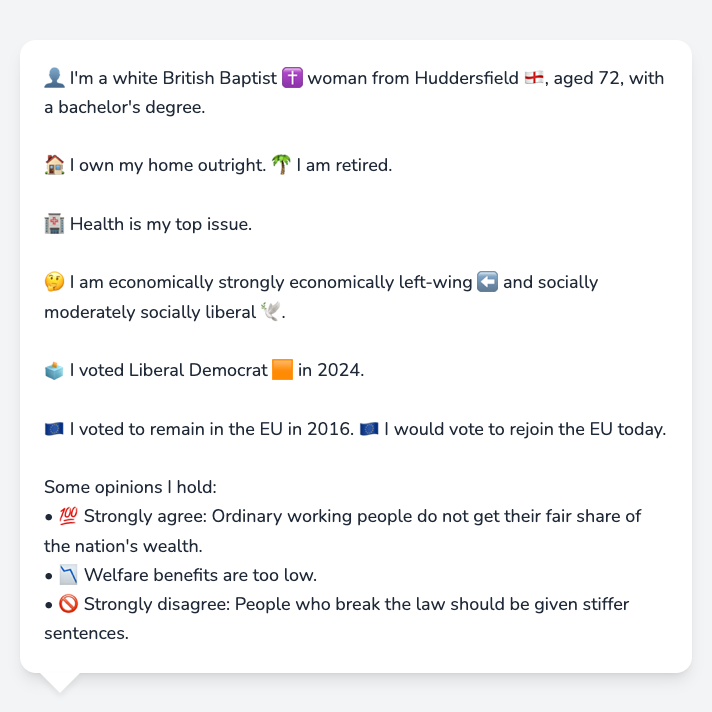 👤 I'm a white British Baptist ✝️ woman from Huddersfield 🏴󠁧󠁢󠁥󠁮󠁧󠁿, aged 72, with
a bachelor's degree.
🏠 I own my home outright. 🌴 I am retired.
🏥 Health is my top issue.
🤔 I am economically strongly economically left-wing ⬅️ and socially
moderately socially liberal 🕊️.
🗳️ I voted Liberal Democrat 🟧 in 2024.
🇪🇺 I voted to remain in the EU in 2016. 🇪🇺 I would vote to rejoin the EU today.
Some opinions I hold:
• 💯 Strongly agree: Ordinary working people do not get their fair share of
the nation's wealth.
• 📉 Welfare benefits are too low.
• 🚫 Strongly disagree: People who break the law should be given stiffer
sentences.